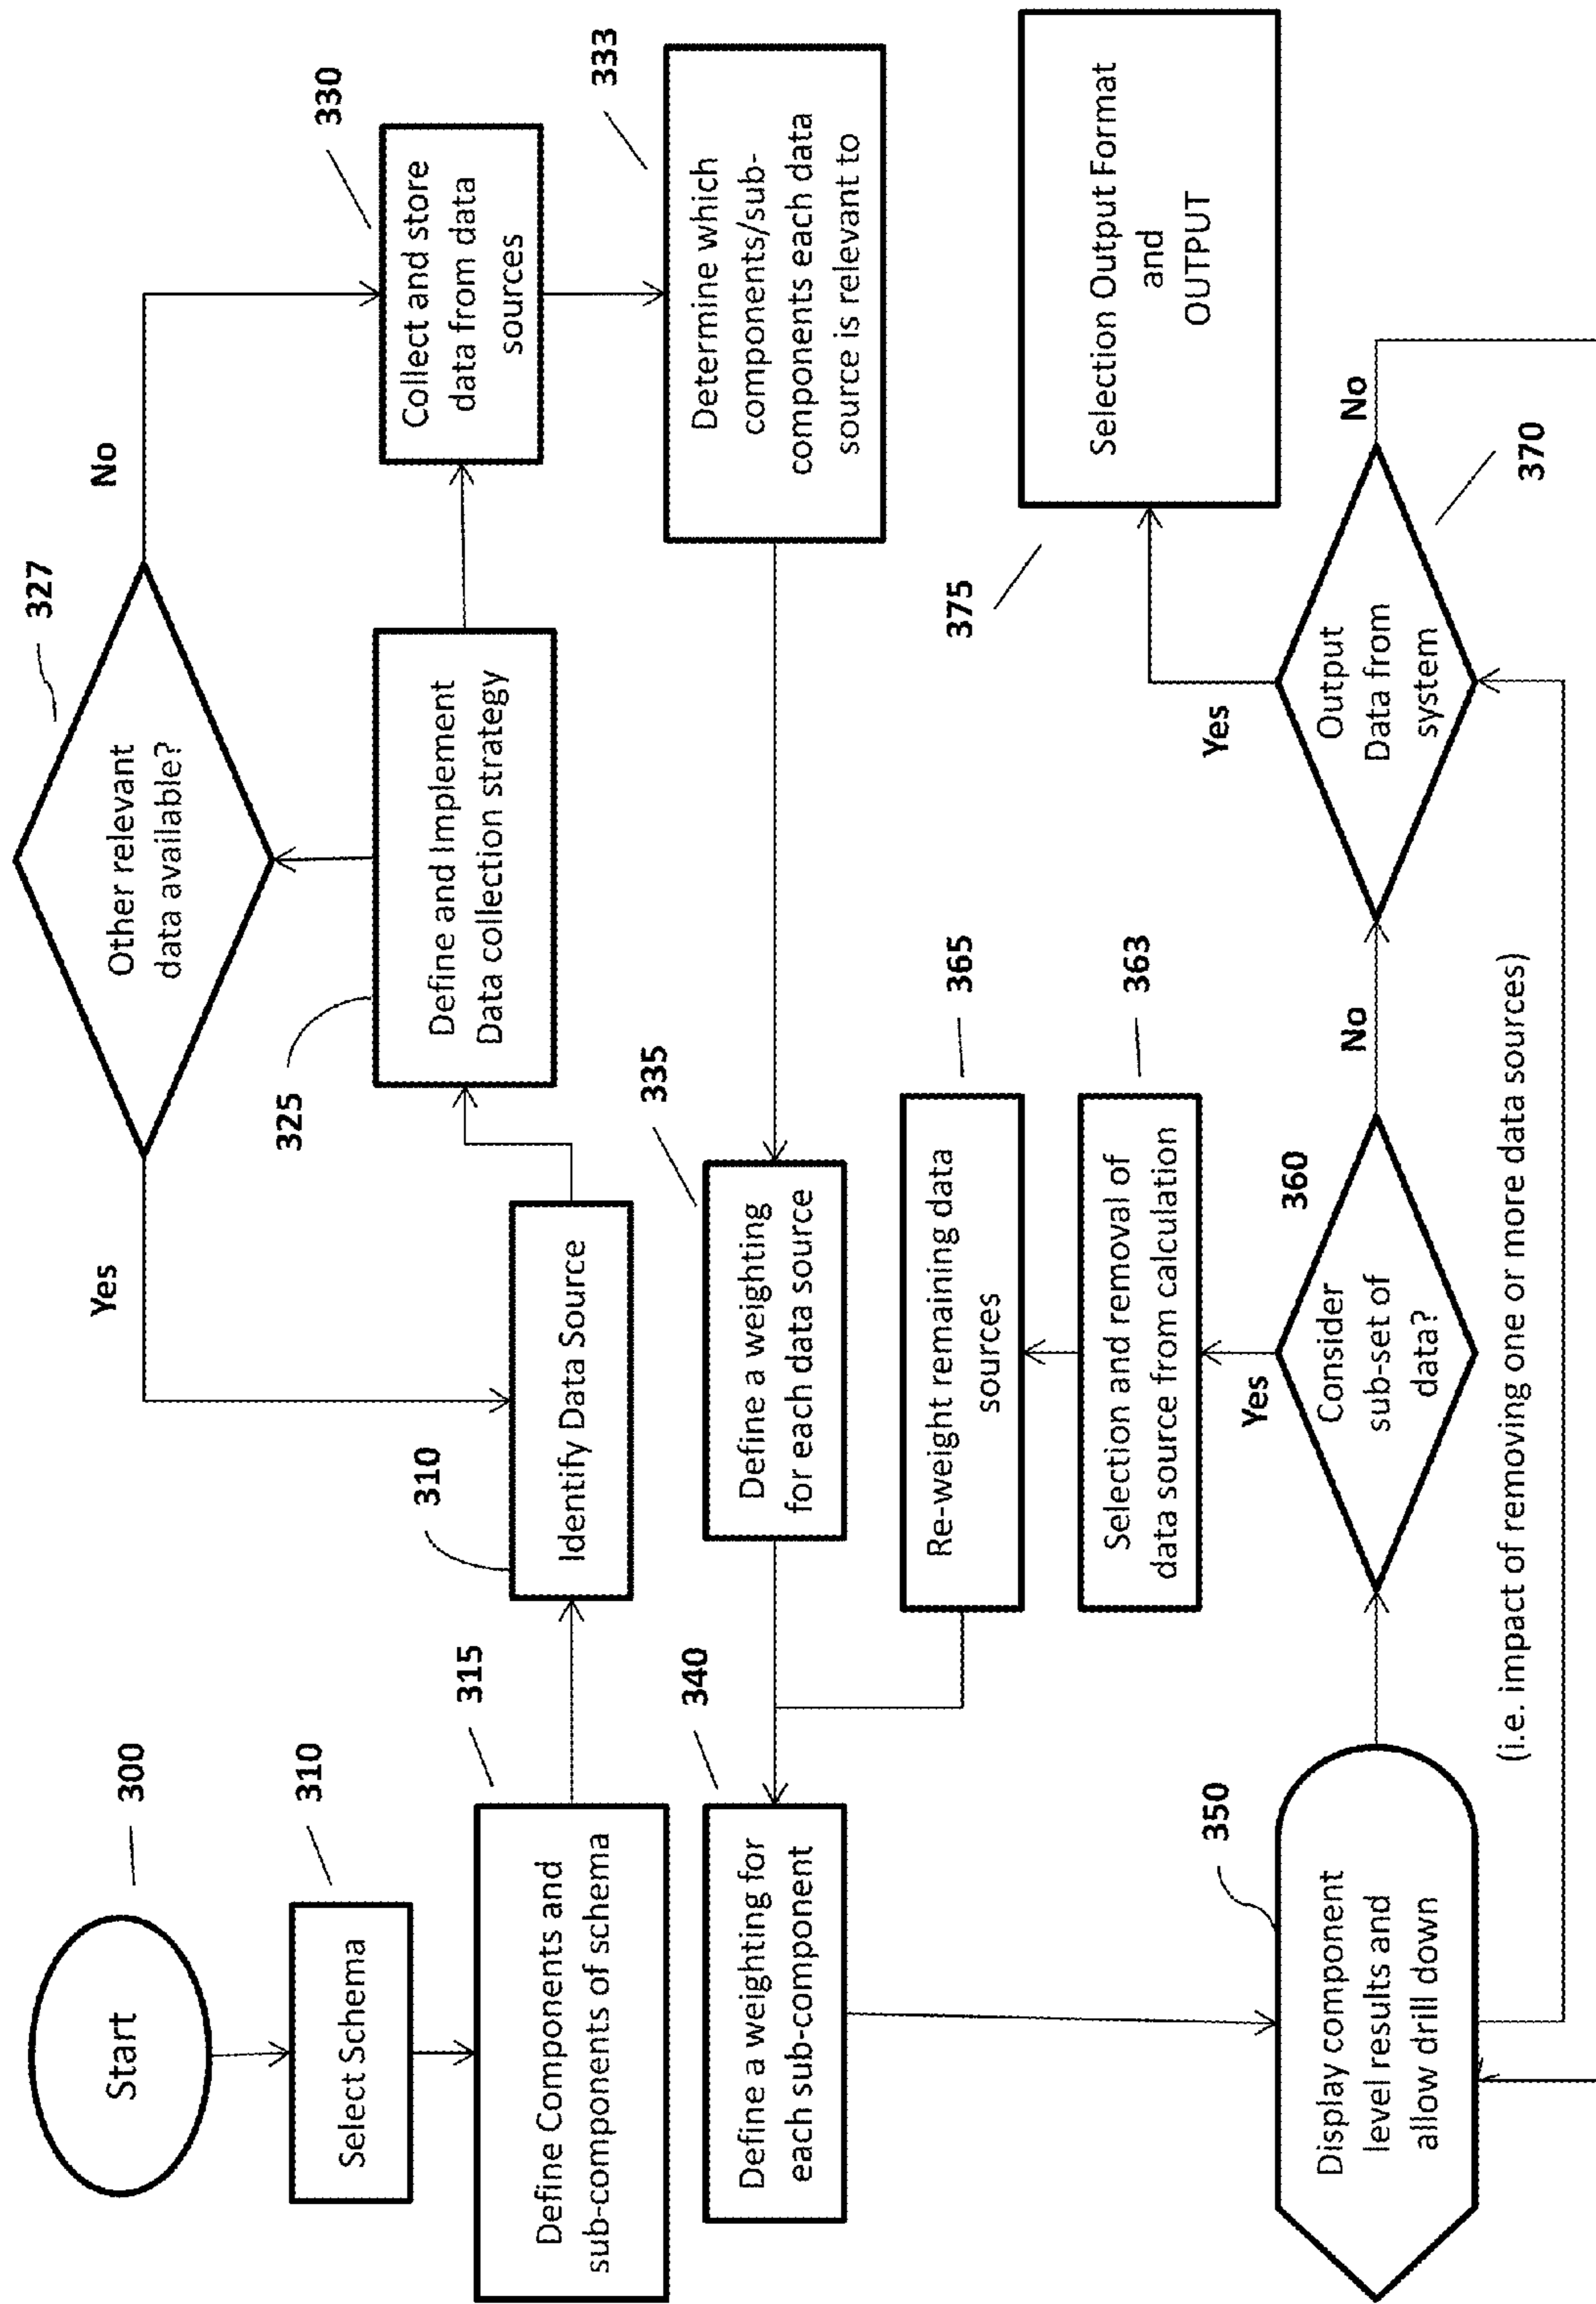 Start
300
Select Schema
310
Define Components and
sub-components of schema
315
Identify Data Source
310
Define and Implement
Data collection strategy
325
Other relevant
data available?
327
Yes
No
Collect and store
data from data
sources
330
Determine which
components/sub-
components each data
source is relevant to
333
Define a weighting
for each data source
335
Define a weighting for
each sub-component
340
Display component
level results and
allow drill down
350
Consider
sub-set of
data?
360
Yes
No
Selection and removal of
data source from calculation
363
Re-weight remaining data
sources
365
(i.e. impact of removing one or more data sources)
Output
Data from
system
370
Yes
No
Selection Output Format
and
OUTPUT
375